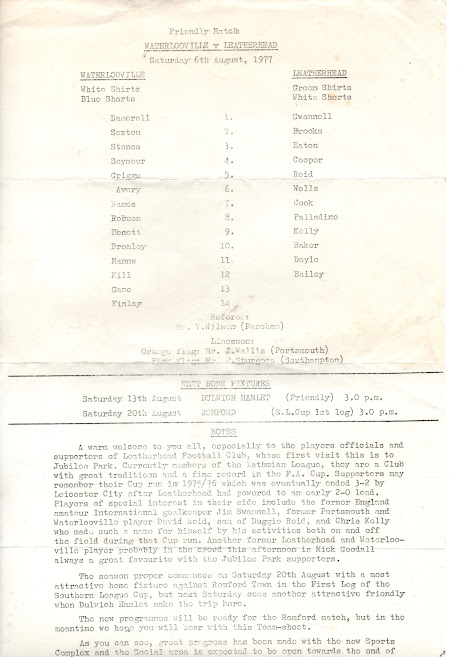 Friendly Match
WATERLOOVILLE v LEATHERHEAD
Saturday 6th August, 1977
WATERLOOVILLE LEATHERHEAD
White Shirts Green Shirts
Blue Shorts White Shorts
Dacorell 1. Swannell
Sexton 2. Brooks
Stones 3. Eaton
Seymour 4. Cooper
Griggs 5. Reid
Avery 6. Wells
Eames 7. Cook
Robson 8. Palladino
Benett 9. Kelly
Bromley 10. Baker
Manns 11. Doyle
Hill 12 Bailey
Game 13
Finlay 14
Referee:
Mr. V.Wilson (Fareham)
Linesmen:
Orange flag: Mr. J.Wallis (Portsmouth)
Pink flag: Mr. P.Sturgess (Southampton)
NEXT HOME FIXTURES
Saturday 13th August DULWICH HAMLET (Friendly) 3.0 p.m.
Saturday 20th August ROMFORD (S.L.Cup 1st leg) 3.0 p.m.
NOTES
A warm welcome to you all, especially to the players officials and
supporters of Leatherhead Football Club, whose first visit this is to
Jubilee Park. Currently members of the Isthmian League, they are a Club
with great traditions and a fine record in the F.A. Cup. Supporters may
remember their Cup run in 1975/76 which was eventually ended 3-2 by
Leicester City after Leatherhead had powered to an early 2-0 lead.
Players of special interest in their side include the former England
amateur International goalkeeper Jim Swannell, former Portsmouth and
Waterlooville player David Reid, son of Duggie Reid, and Chris Kelly
who made such a name for himself by his activities both on and off
the field during that Cup run. Another former Leatherhead and Waterloo-
ville player probably in the crowd this afternoon is Mick Goodall
always a great favourite with the Jubilee Park supporters.
The season proper commences on Saturday 20th August with a most
attractive home fixture against Romford Town in the First Leg of the
Southern League Cup, but next Saturday sees another attractive friendly
when Dulwich Hamlet make the trip here.
The new programmes will be ready for the Romford match, but in the
meantime we hope you will bear with this Team-sheet.
As you can see, great progress has been made with the new Sports
Complex and the Social area is expected to be open towards the end of